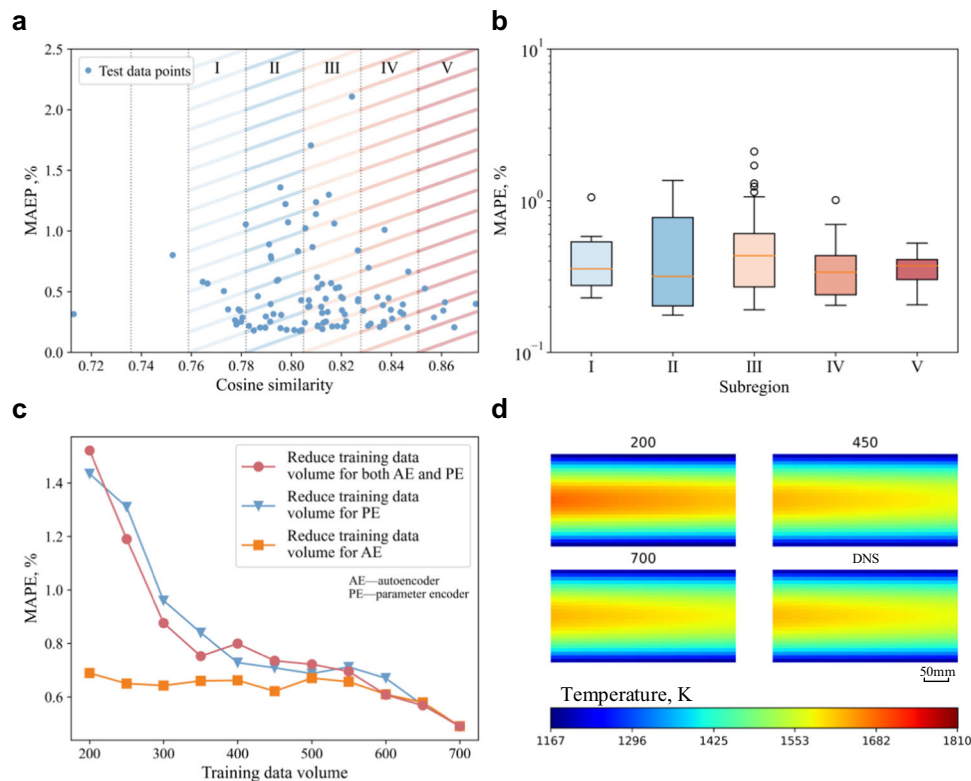 a
2.5
2.0
1.5
1.0
0.5
0.0
MAEP ,%
Test data points
I
II
III
IV
V
0.72
0.74
0.76
0.78
0.80
0.82
0.84
0.86
Cosine similarity
b
10¹
10⁰
10⁻¹
MAPE, %
I
II
III
IV
V
Subregion
c
1.4
1.2
1.0
0.8
0.6
MAPE, %
Reduce training data
volume for both AE and PE
Reduce training data
volume for PE
Reduce training data
volume for AE
AE—autoencoder
PE—parameter encoder
200
300
400
500
600
700
Training data volume
d
200
450
700
DNS
50mm
Temperature, K
1167
1296
1425
1553
1682
1810